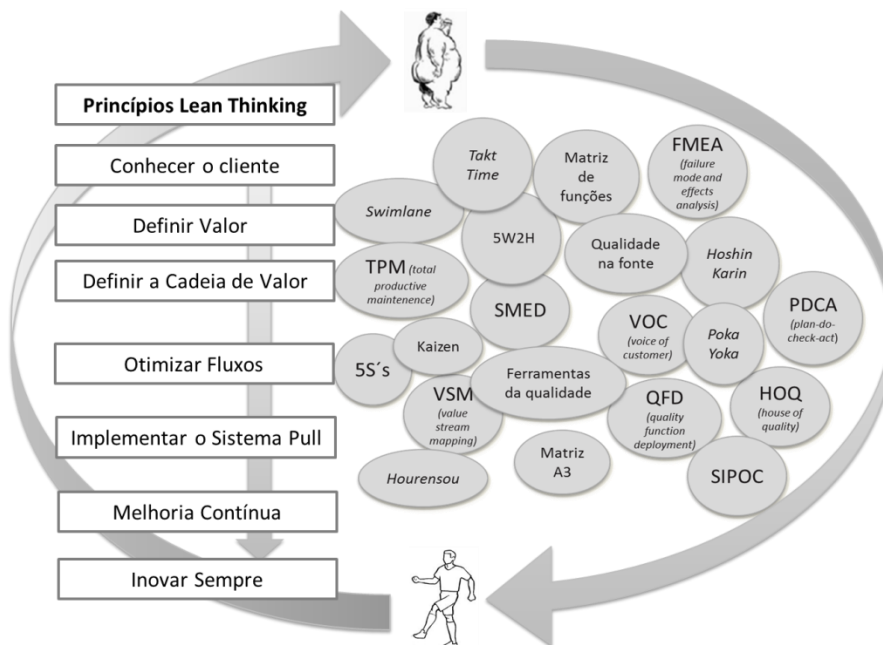 Princípios Lean Thinking
Conhecer o cliente
Definir Valor
Definir a Cadeia de Valor
Otimizar Fluxos
Implementar o Sistema Pull
Melhoria Contínua
Inovar Sempre
Takt
Time
Matriz
de
funções
FMEA
(failure
mode and
effects
analysis)
Swimlane
5W2H
Qualidade
na fonte
Hoshin
Karin
TPM (total
productive
maintenence)
SMED
VOC
(voice of
customer)
Poka
Yoka
PDCA
(plan-do-
check-act)
Kaizen
5S´s
Ferramentas
da qualidade
VSM
(value
stream
mapping)
QFD
(quality
function
deployment)
HOQ
(house of
quality)
Hourensou
Matriz
A3
SIPOC